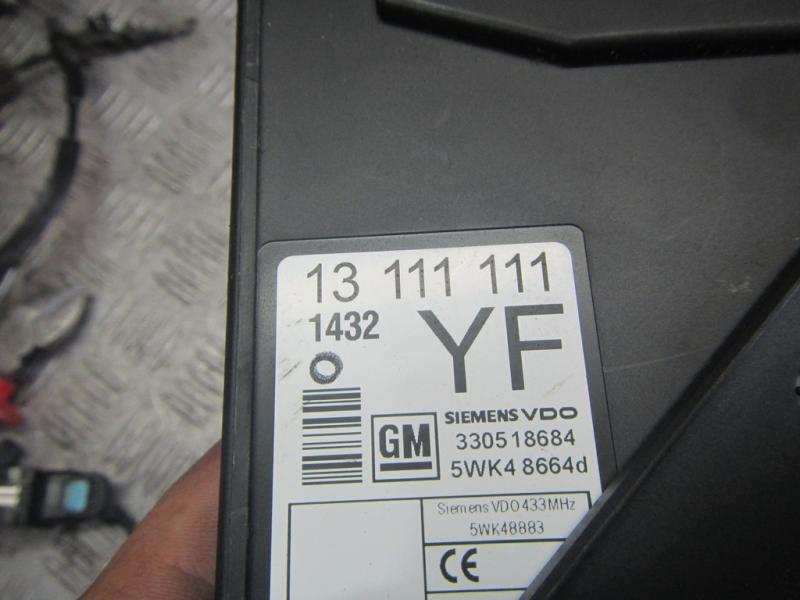 13 111 111
1432 YF
GM SIEMENS VDO
330518684
5WK4 8664d
Siemens VDO 433MHz
5WK48883
CE